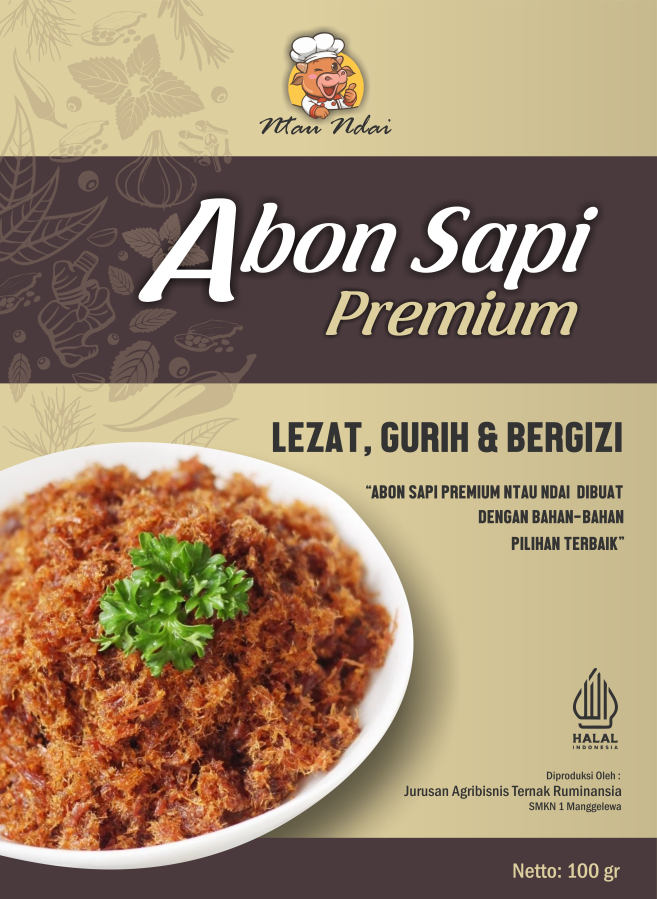 Ntau Ndai
Abon Sapi
Premium
LEZAT, GURIH & BERGIZI
“ABON SAPI PREMIUM NTAU NDAI DIBUAT
DENGAN BAHAN-BAHAN
PILIHAN TERBAIK”
HALAL
INDONESIA
Diproduksi Oleh :
Jurusan Agribisnis Ternak Ruminansia
SMKN 1 Manggelewa
Netto: 100 gr